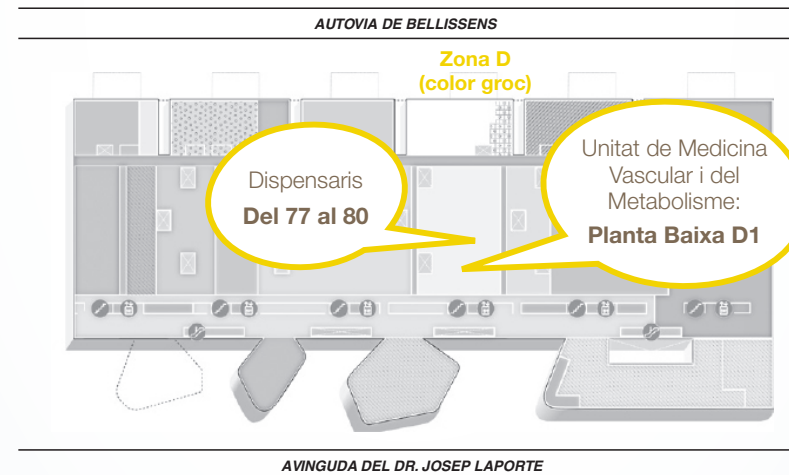 AUTOVIA DE BELLISSENS
Zona D
(color groc)
Dispensaris
Del 77 al 80
Unitat de Medicina
Vascular i del
Metabolisme:
Planta Baixa D1
AVINGUDA DEL DR. JOSEP LAPORTE